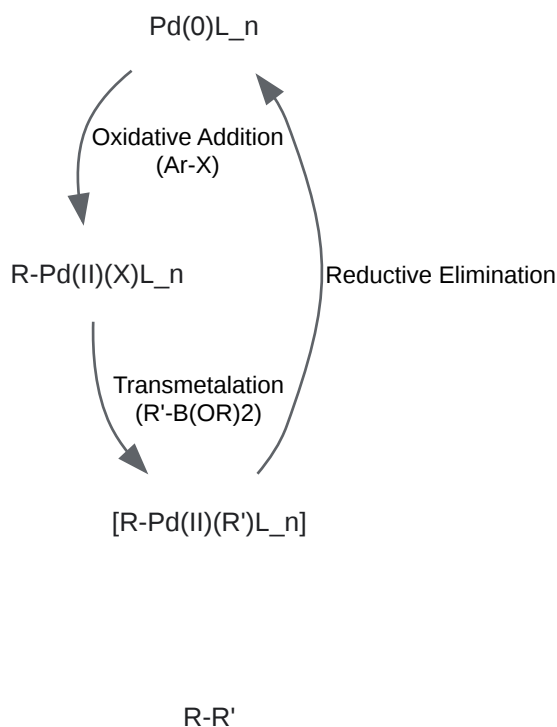 Pd(0)L_n
Oxidative Addition
(Ar-X)
R-Pd(II)(X)L_n
Reductive Elimination
Transmetalation
(R'-B(OR)2)
[R-Pd(II)(R')L_n]
R-R'